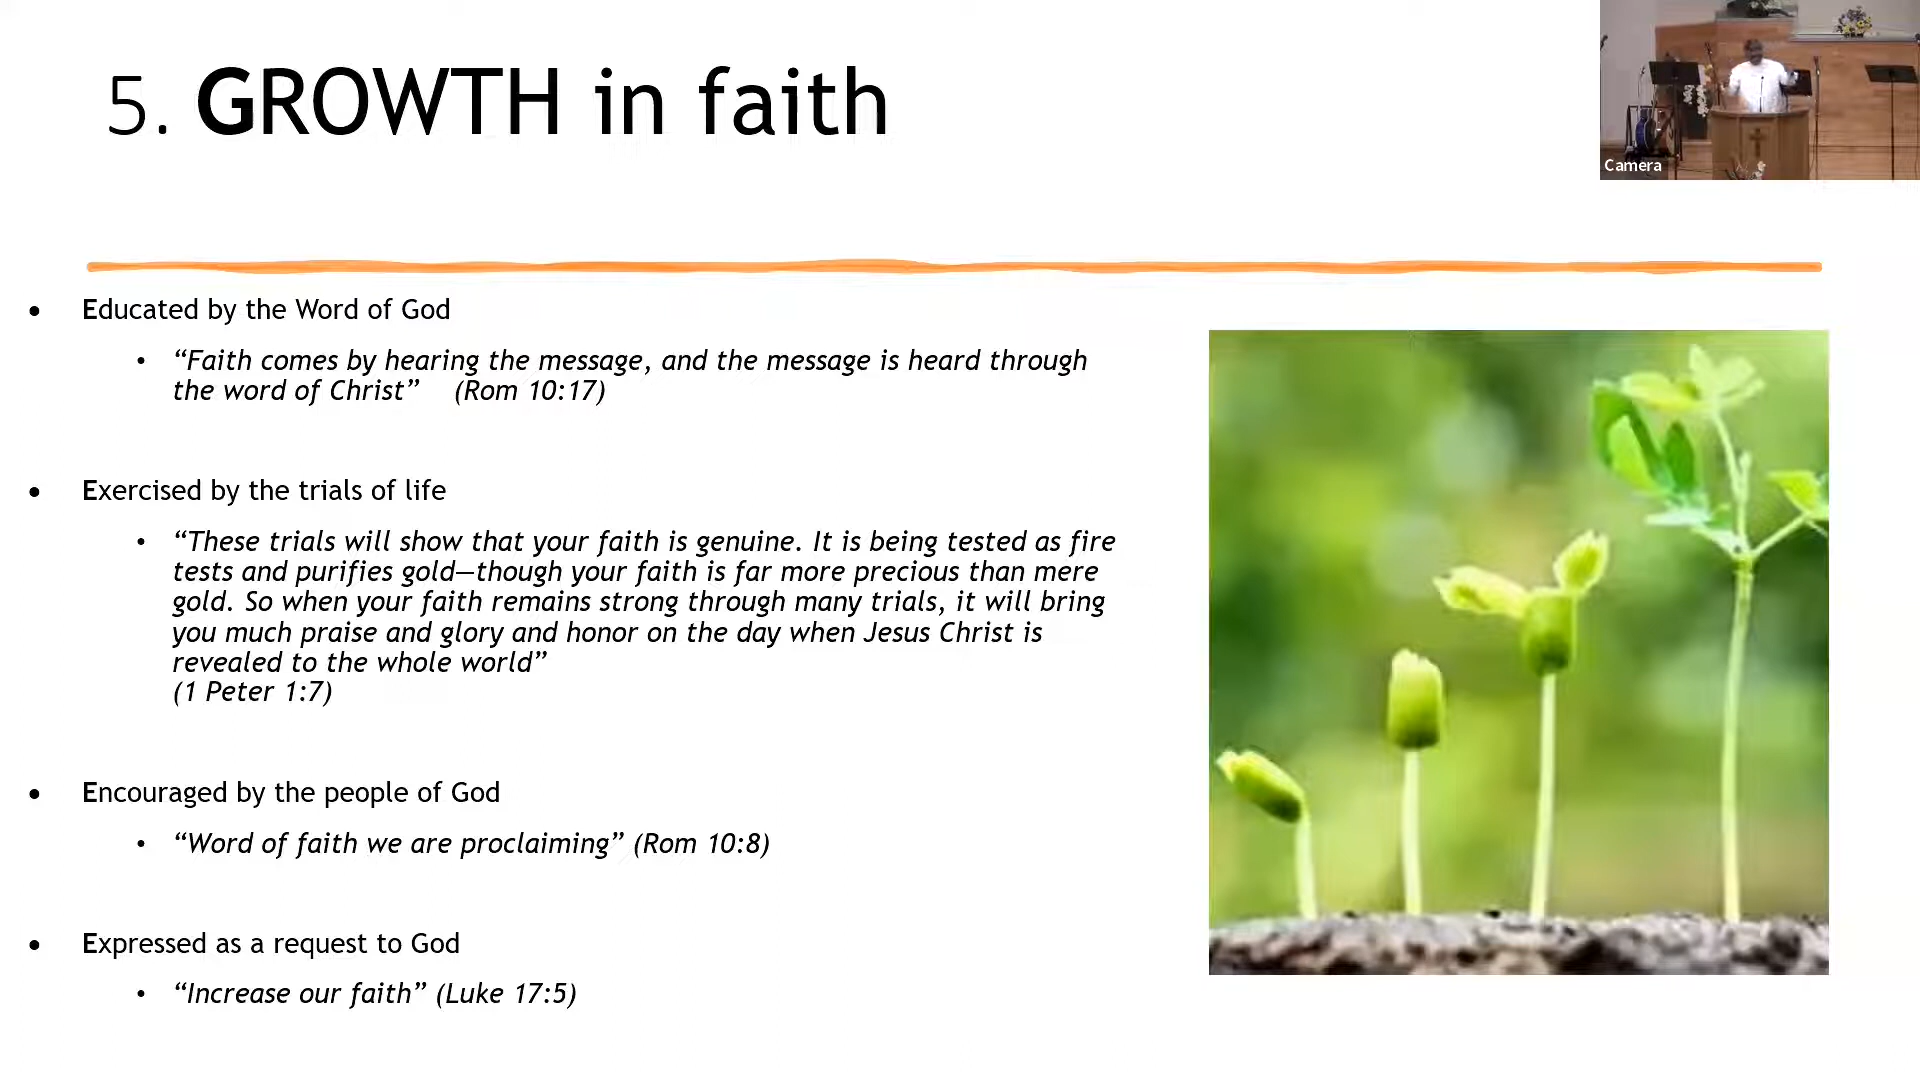 5. GROWTH in faith
Camera
• Educated by the Word of God
• “Faith comes by hearing the message, and the message is heard through
the word of Christ” (Rom 10:17)
• Exercised by the trials of life
• “These trials will show that your faith is genuine. It is being tested as fire
tests and purifies gold—though your faith is far more precious than mere
gold. So when your faith remains strong through many trials, it will bring
you much praise and glory and honor on the day when Jesus Christ is
revealed to the whole world”
(1 Peter 1:7)
• Encouraged by the people of God
• “Word of faith we are proclaiming” (Rom 10:8)
• Expressed as a request to God
• “Increase our faith” (Luke 17:5)